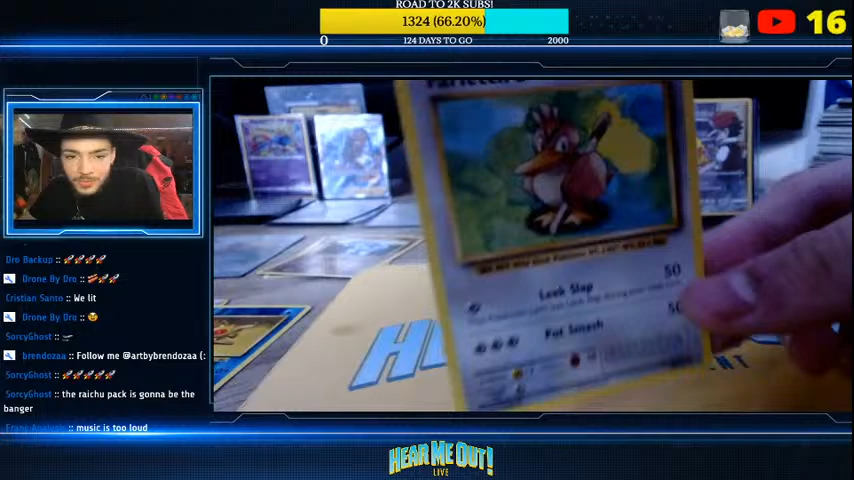 ROAD TO 2K SUBS!
1324 (66.20%)
0
124 DAYS TO GO
2000
16
Leek Slap
50
Pot Smash
Dro Backup :: 🚀🚀🚀🚀
Drone By Dro :: 🧨🚀🚀
Cristian Santo :: We lit
Drone By Dro :: 🤠
SorcyGhost :: 🛫
brendozaa :: Follow me @artbybrendozaa (:
SorcyGhost :: 🚀🚀🚀🚀🚀
SorcyGhost :: the raichu pack is gonna be the
banger
music is too loud
HEAR ME OUT!
LIVE